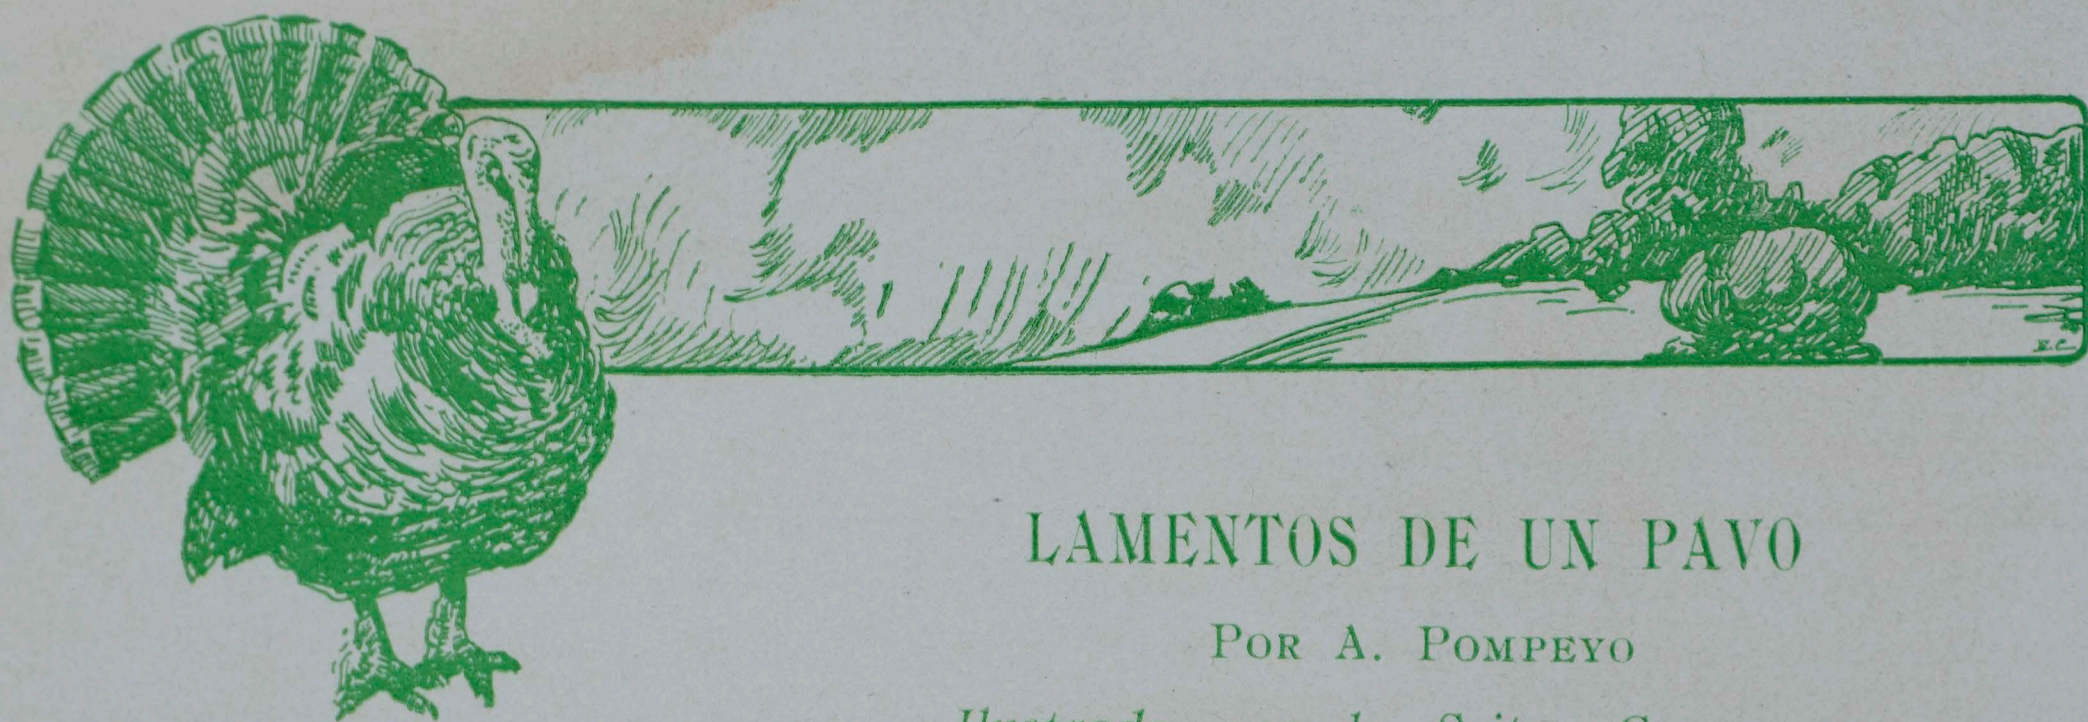 E.C.
LAMENTOS DE UN PAVO
POR A. POMPEYO